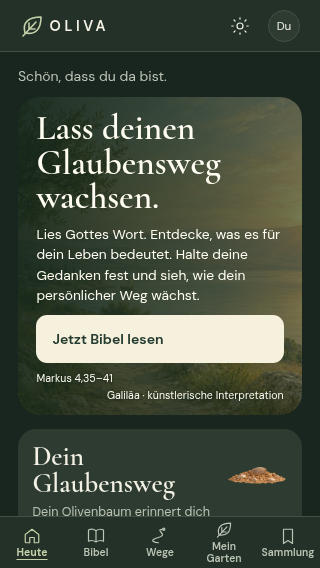 OLIVA
Du
Schön, dass du da bist.
Lass deinen
Glaubensweg
wachsen.
Lies Gottes Wort. Entdecke, was es für
dein Leben bedeutet. Halte deine
Gedanken fest und sieh, wie dein
persönlicher Weg wächst.
Jetzt Bibel lesen
Markus 4,35–41
Galiläa · künstlerische Interpretation
Dein
Glaubensweg
Dein Olivenbaum erinnert dich
Heute
Bibel
Wege
Mein
Garten
Sammlung